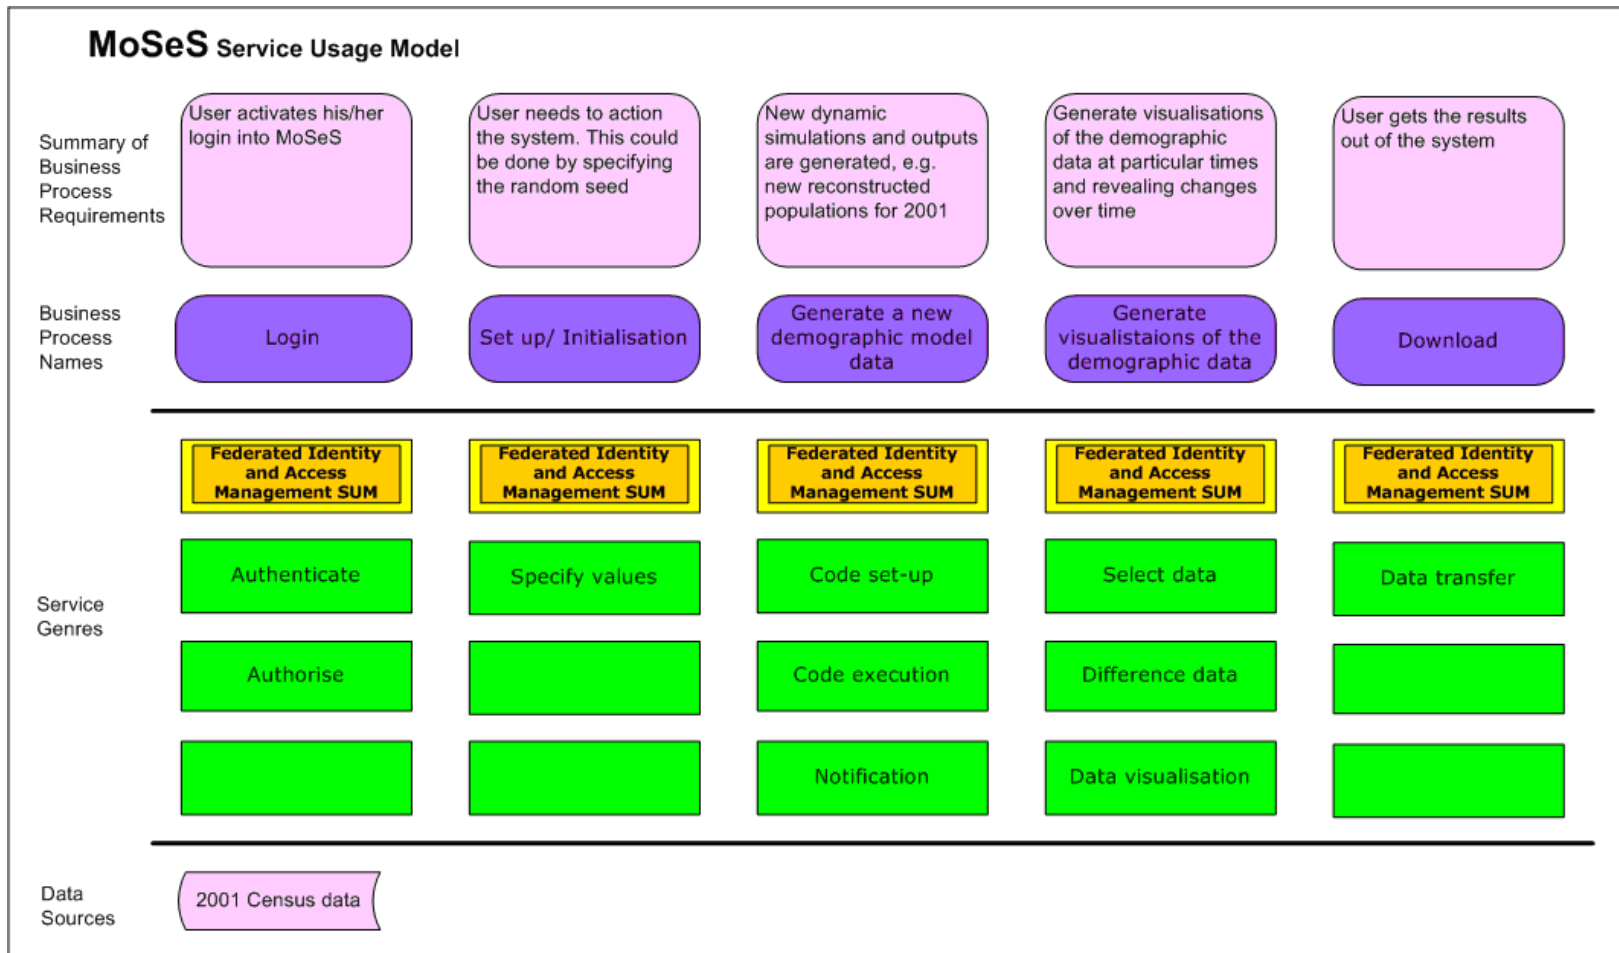 MoSeS Service Usage Model
Summary of
Business
Process
Requirements
User activates his/her
login into MoSeS
User needs to action
the system. This could
be done by specifying
the random seed
New dynamic
simulations and outputs
are generated, e.g.
new reconstructed
populations for 2001
Generate visualisations
of the demographic
data at particular times
and revealing changes
over time
User gets the results
out of the system
Business
Process
Names
Login
Set up/ Initialisation
Generate a new
demographic model
data
Generate
visualistaions of the
demographic data
Download
Federated Identity
and Access
Management SUM
Federated Identity
and Access
Management SUM
Federated Identity
and Access
Management SUM
Federated Identity
and Access
Management SUM
Federated Identity
and Access
Management SUM
Service
Genres
Authenticate
Specify values
Code set-up
Select data
Data transfer
Authorise
Code execution
Difference data
Notification
Data visualisation
Data
Sources
2001 Census data